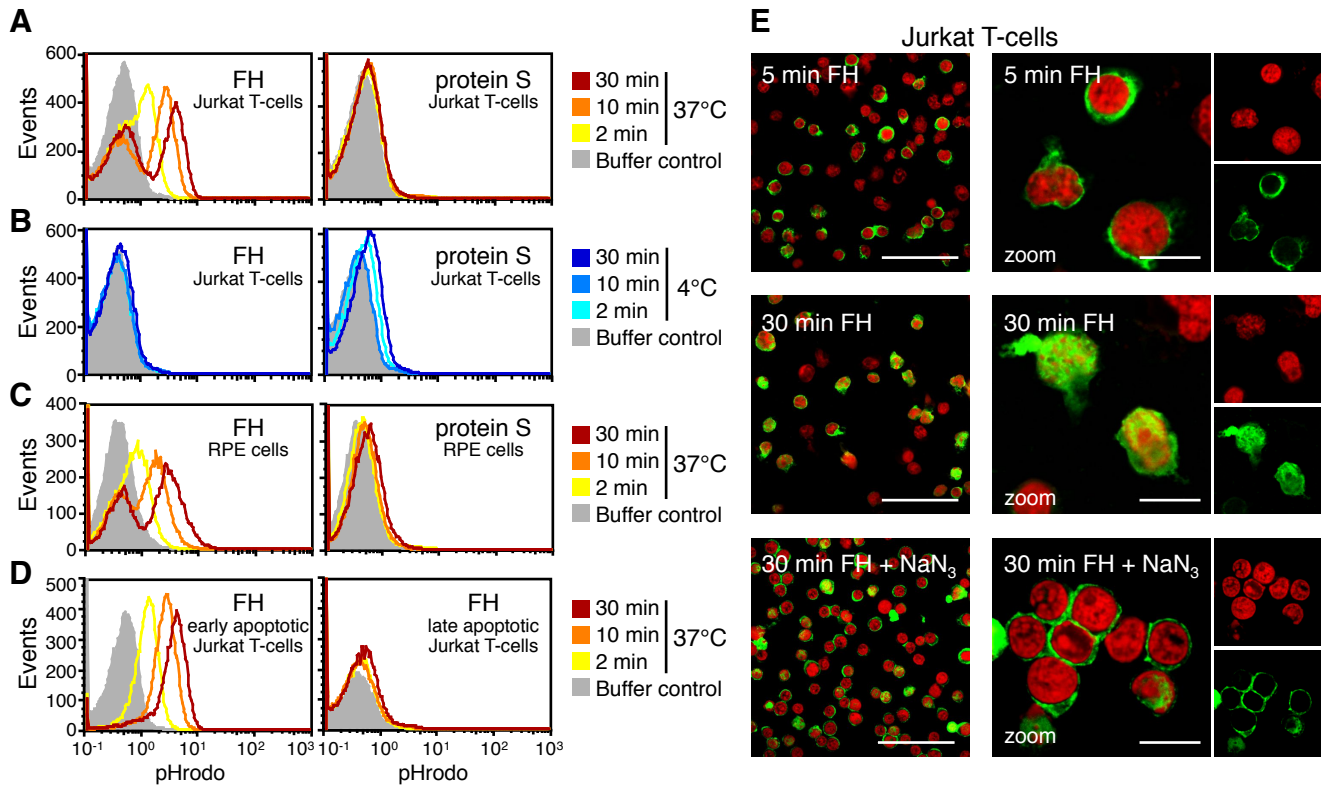 A
600
400
200
0
Events
FH
Jurkat T-cells
protein S
Jurkat T-cells
30 min
10 min
2 min
37°C
Buffer control
B
600
400
200
0
Events
FH
Jurkat T-cells
protein S
Jurkat T-cells
30 min
10 min
2 min
4°C
Buffer control
C
400
300
200
100
0
Events
FH
RPE cells
protein S
RPE cells
30 min
10 min
2 min
37°C
Buffer control
D
500
400
300
200
100
0
Events
FH
early apoptotic
Jurkat T-cells
FH
late apoptotic
Jurkat T-cells
30 min
10 min
2 min
37°C
Buffer control
10⁻¹ 10⁰ 10¹ 10² 10³
10⁻¹ 10⁰ 10¹ 10² 10³
pHrodo
pHrodo
E
Jurkat T-cells
5 min FH
5 min FH
zoom
30 min FH
30 min FH
zoom
30 min FH + NaN₃
30 min FH + NaN₃
zoom